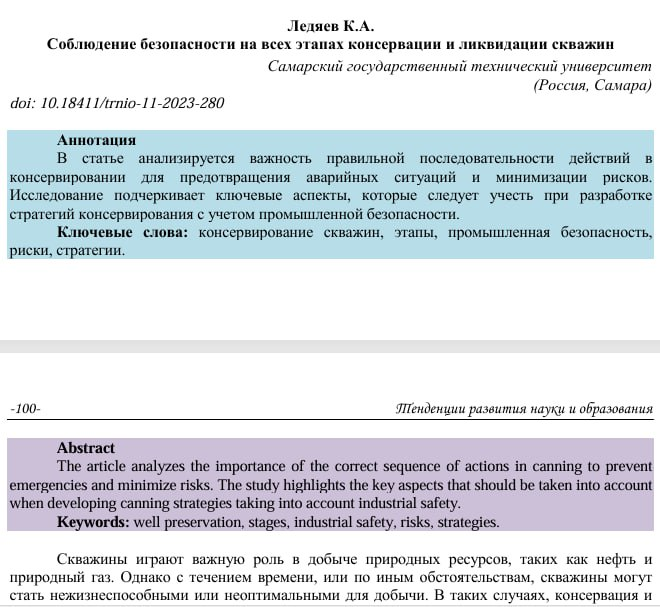 Ледяев К.А.
Соблюдение безопасности на всех этапах консервации и ликвидации скважин
Самарский государственный технический университет
(Россия, Самара)
doi: 10.18411/trnio-11-2023-280
Аннотация
В статье анализируется важность правильной последовательности действий в
консервировании для предотвращения аварийных ситуаций и минимизации рисков.
Исследование подчеркивает ключевые аспекты, которые следует учесть при разработке
стратегий консервирования с учетом промышленной безопасности.
Ключевые слова: консервирование скважин, этапы, промышленная безопасность,
риски, стратегии.
-100-
Тенденции развития науки и образования
Abstract
The article analyzes the importance of the correct sequence of actions in canning to prevent
emergencies and minimize risks. The study highlights the key aspects that should be taken into account
when developing canning strategies taking into account industrial safety.
Keywords: well preservation, stages, industrial safety, risks, strategies.
Скважины играют важную роль в добыче природных ресурсов, таких как нефть и
природный газ. Однако с течением времени, или по иным обстоятельствам, скважины могут
стать нежизнеспособными или неоптимальными для добычи. В таких случаях, консервация и